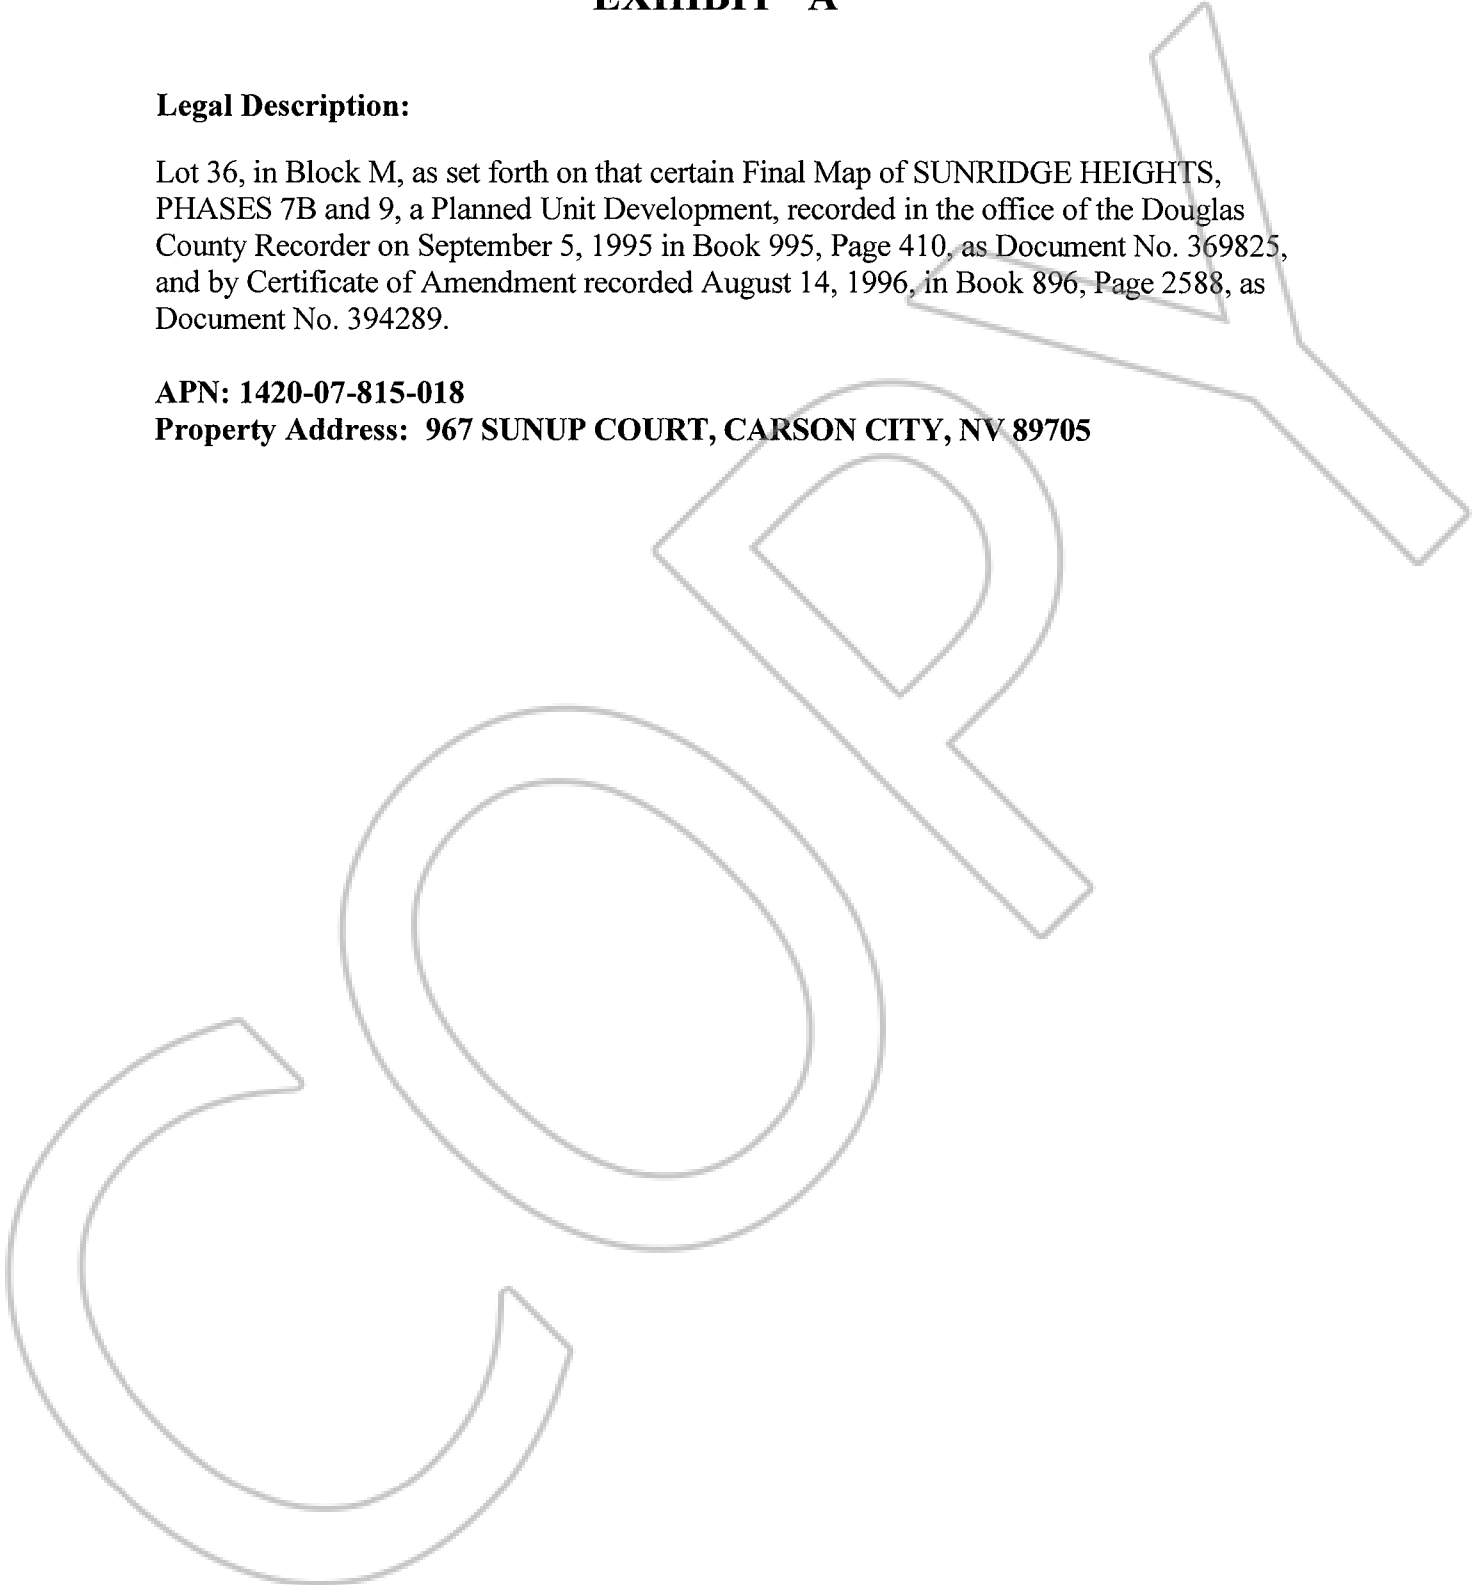 EXHIBIT "A"
Legal Description:
Lot 36, in Block M, as set forth on that certain Final Map of SUNRIDGE HEIGHTS,
PHASES 7B and 9, a Planned Unit Development, recorded in the office of the Douglas
County Recorder on September 5, 1995 in Book 995, Page 410, as Document No. 369825,
and by Certificate of Amendment recorded August 14, 1996, in Book 896, Page 2588, as
Document No. 394289.
APN: 1420-07-815-018
Property Address: 967 SUNUP COURT, CARSON CITY, NV 89705
COPY